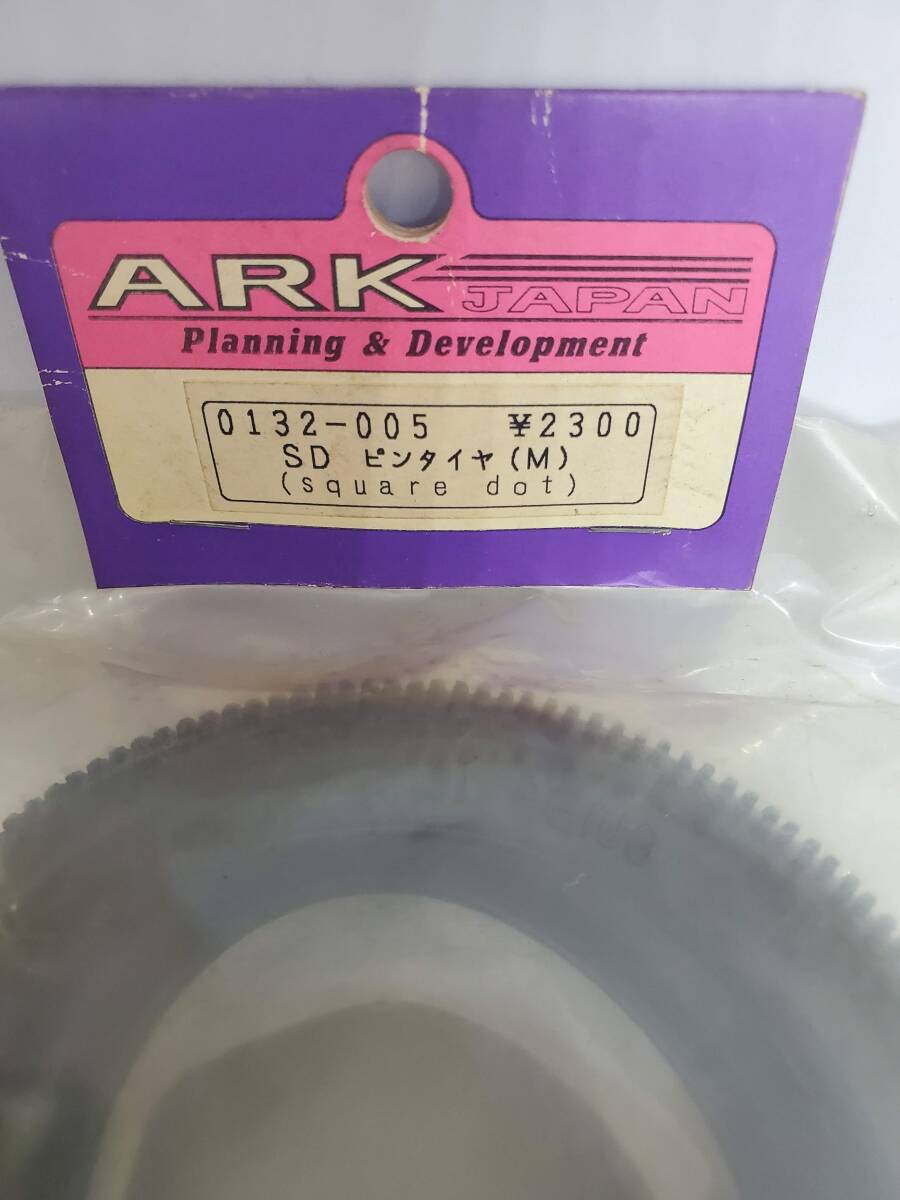 ARK JAPAN
Planning & Development
0132-005 ¥2300
SD ピンタイヤ(M)
(square dot)